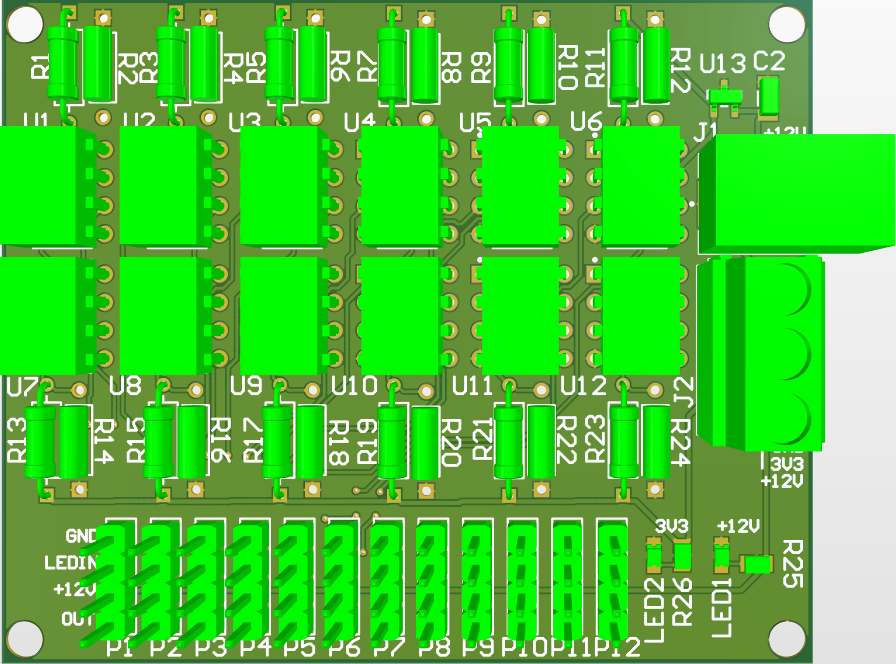 R1 R2 R3 R4 R5 R6 R7 R8 R9 R10 R11 R12 U13 C2
U1 U2 U3 U4 U5 U6 J1 +12V
U7 U8 U9 U10 U11 U12 J2
R13 R14 R15 R16 R17 R18 R19 R20 R21 R22 R23 R24
3V3
+12V
GND 3V3 +12V
LEDIN
+12V
OUT
LED2 R26 LED1 R25
P1 P2 P3 P4 P5 P6 P7 P8 P9 P10 P11 P12